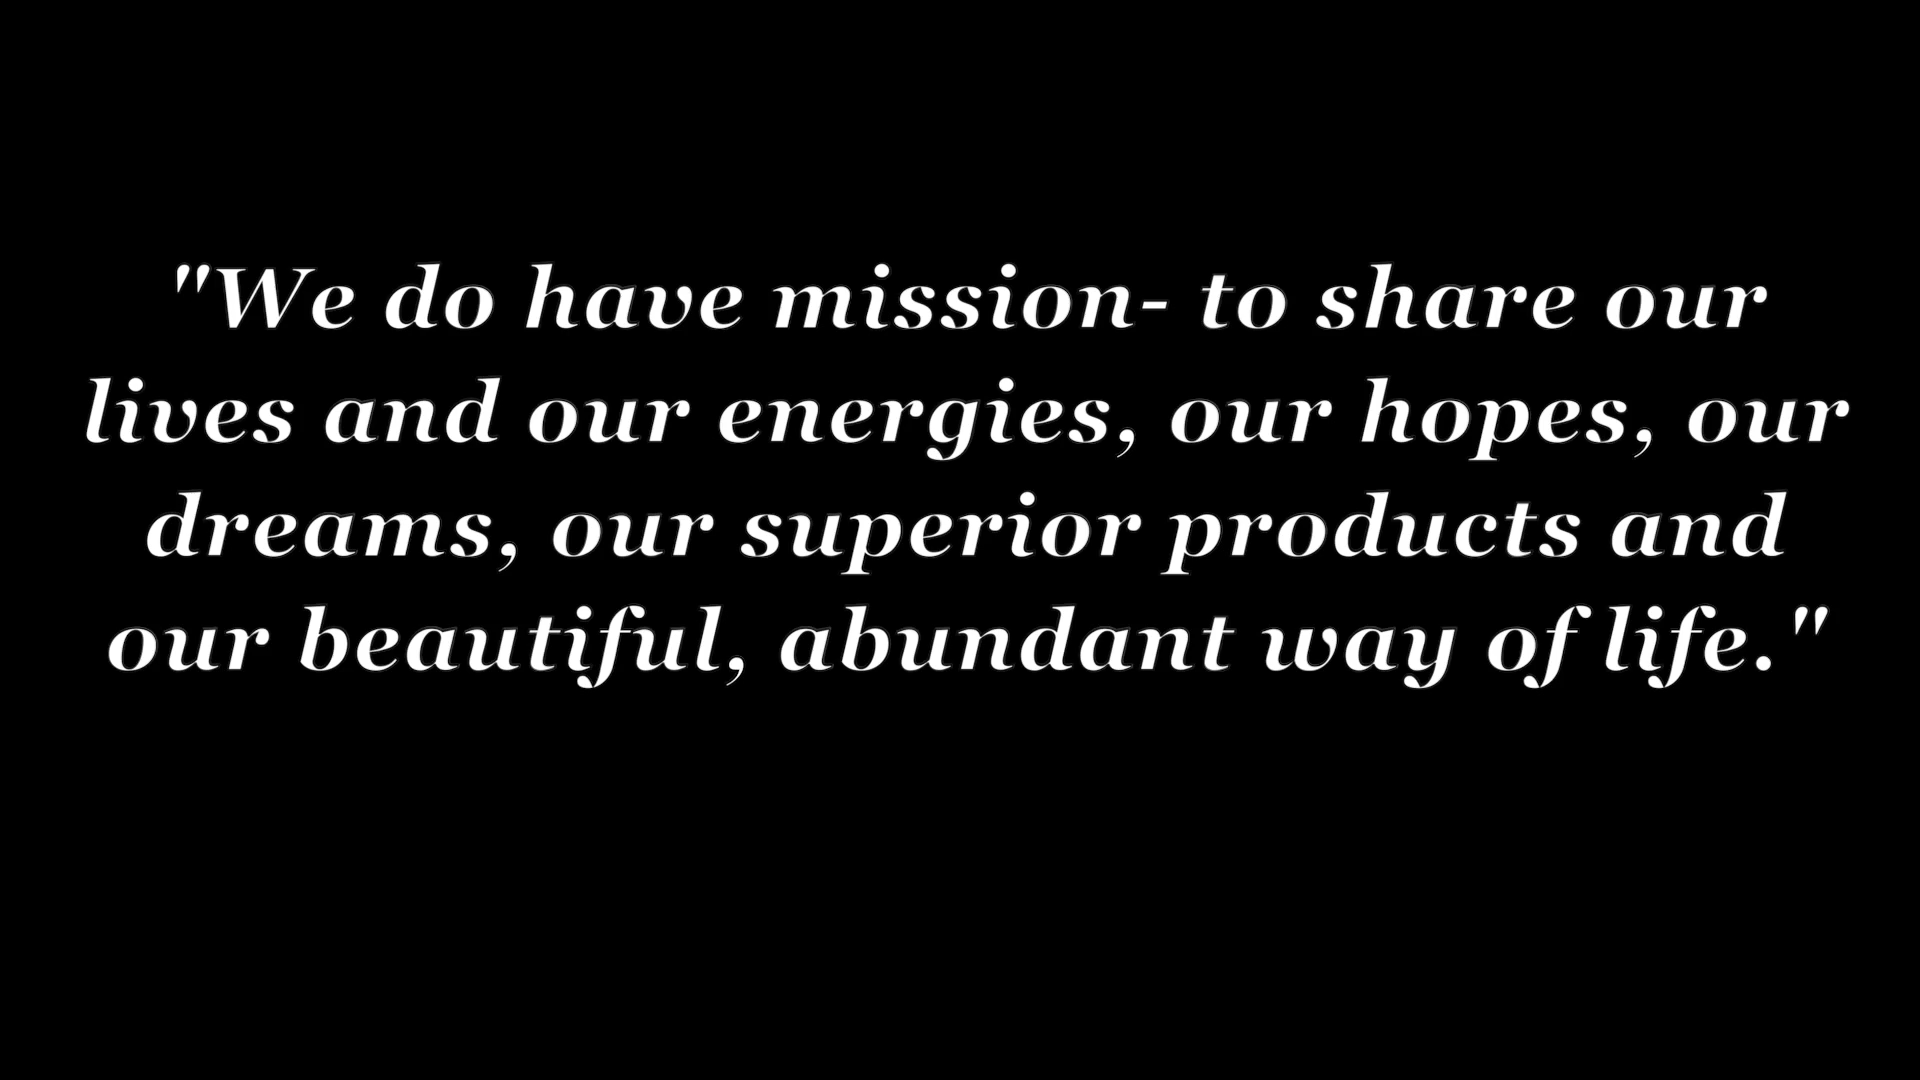 "We do have mission- to share our
lives and our energies, our hopes, our
dreams, our superior products and
our beautiful, abundant way of life."